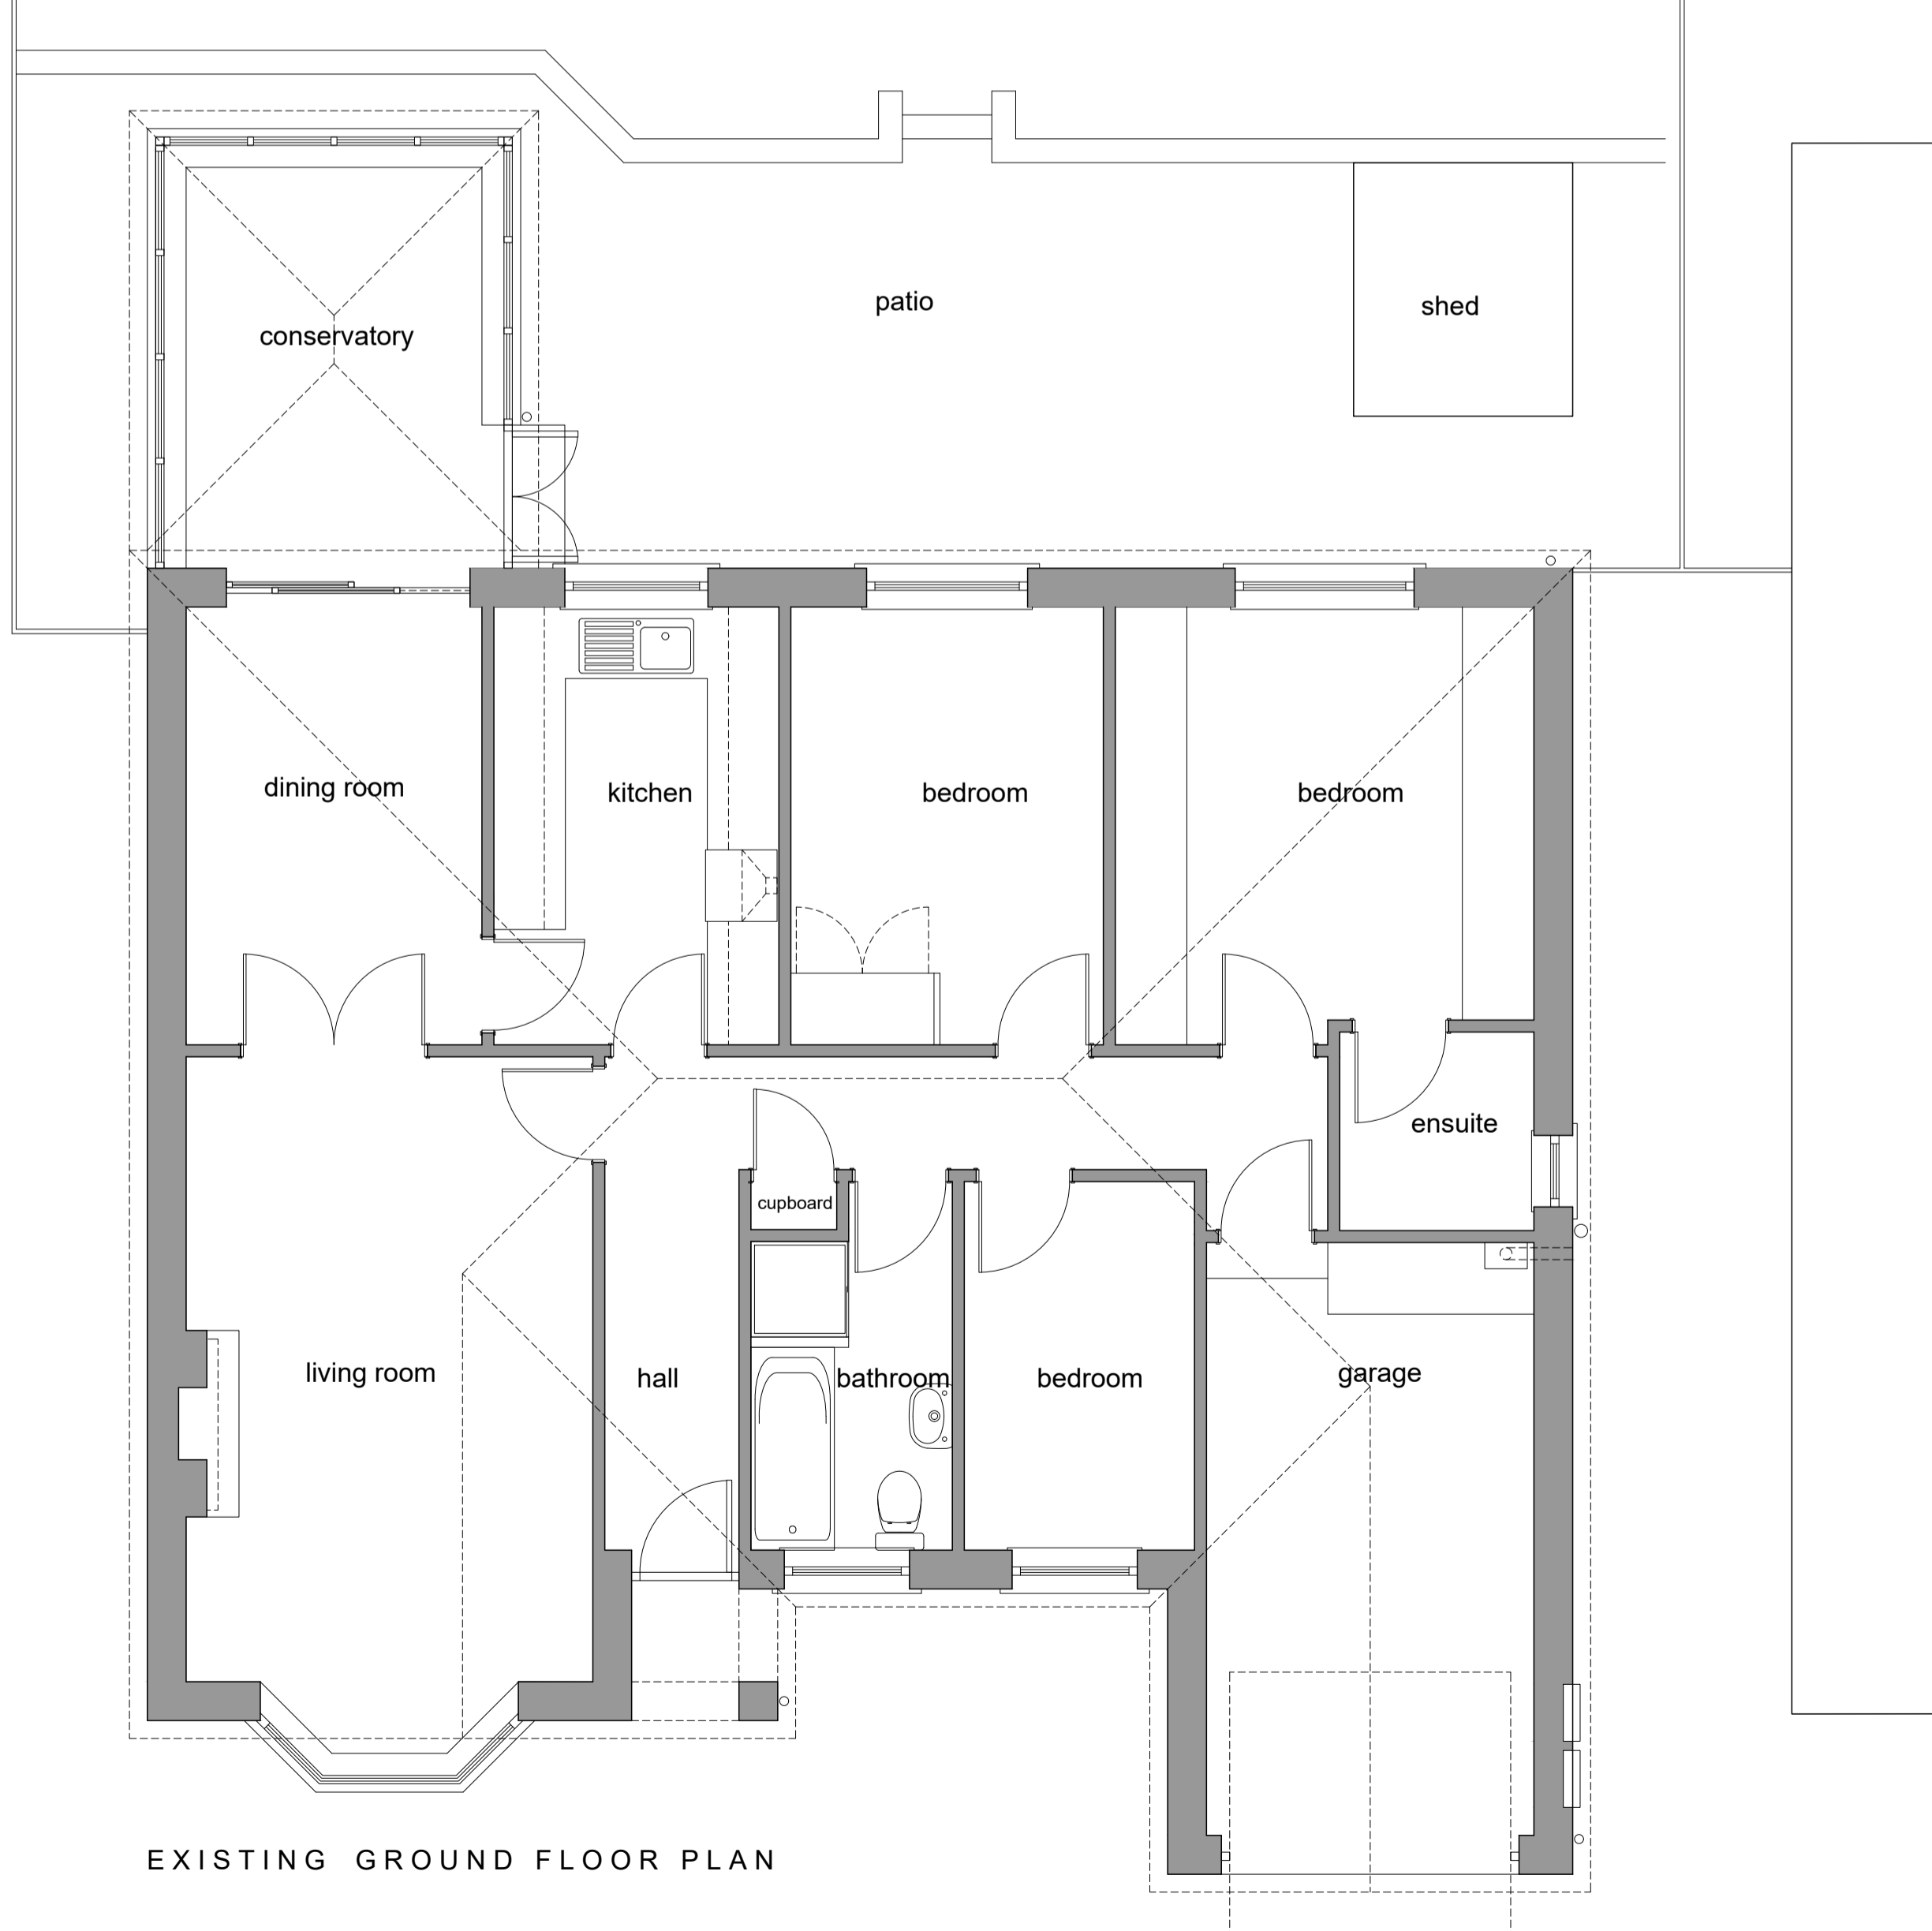 patio
shed
conservatory
dining room
kitchen
bedroom
bedroom
ensuite
cupboard
living room
hall
bathroom
bedroom
garage
EXISTING GROUND FLOOR PLAN